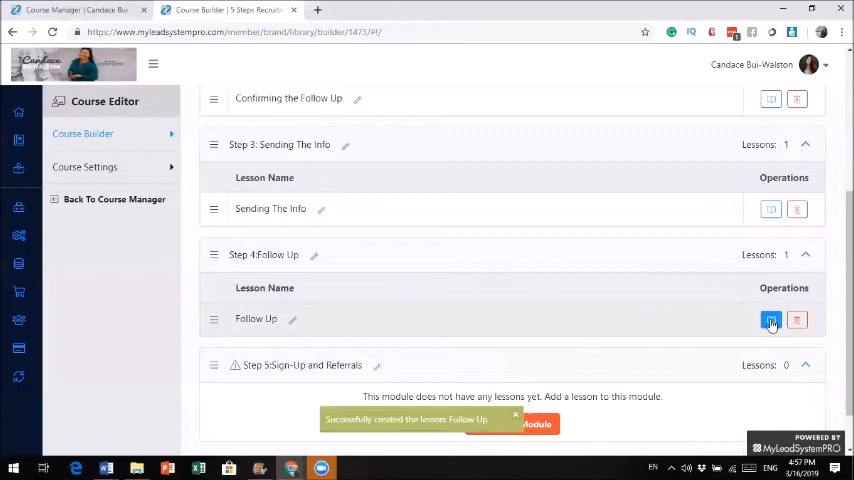 Course Manager | Candace Bui
Course Builder | 5 Steps Recruit
https://www.myleadsystempro.com/member/brand/library/builder/1473/#!/
Candace
Bui-Walston
Candace Bui-Walston
Course Editor
Course Builder
Course Settings
Back To Course Manager
Confirming the Follow Up
Step 3: Sending The Info
Lessons: 1
Lesson Name
Operations
Sending The Info
Step 4:Follow Up
Lessons: 1
Lesson Name
Operations
Follow Up
Step 5:Sign-Up and Referrals
Lessons: 0
This module does not have any lessons yet. Add a lesson to this module.
Successfully created the lesson: Follow Up
Module
POWERED BY
MyLeadSystemPRO
EN
ENG
4:57 PM
3/16/2019